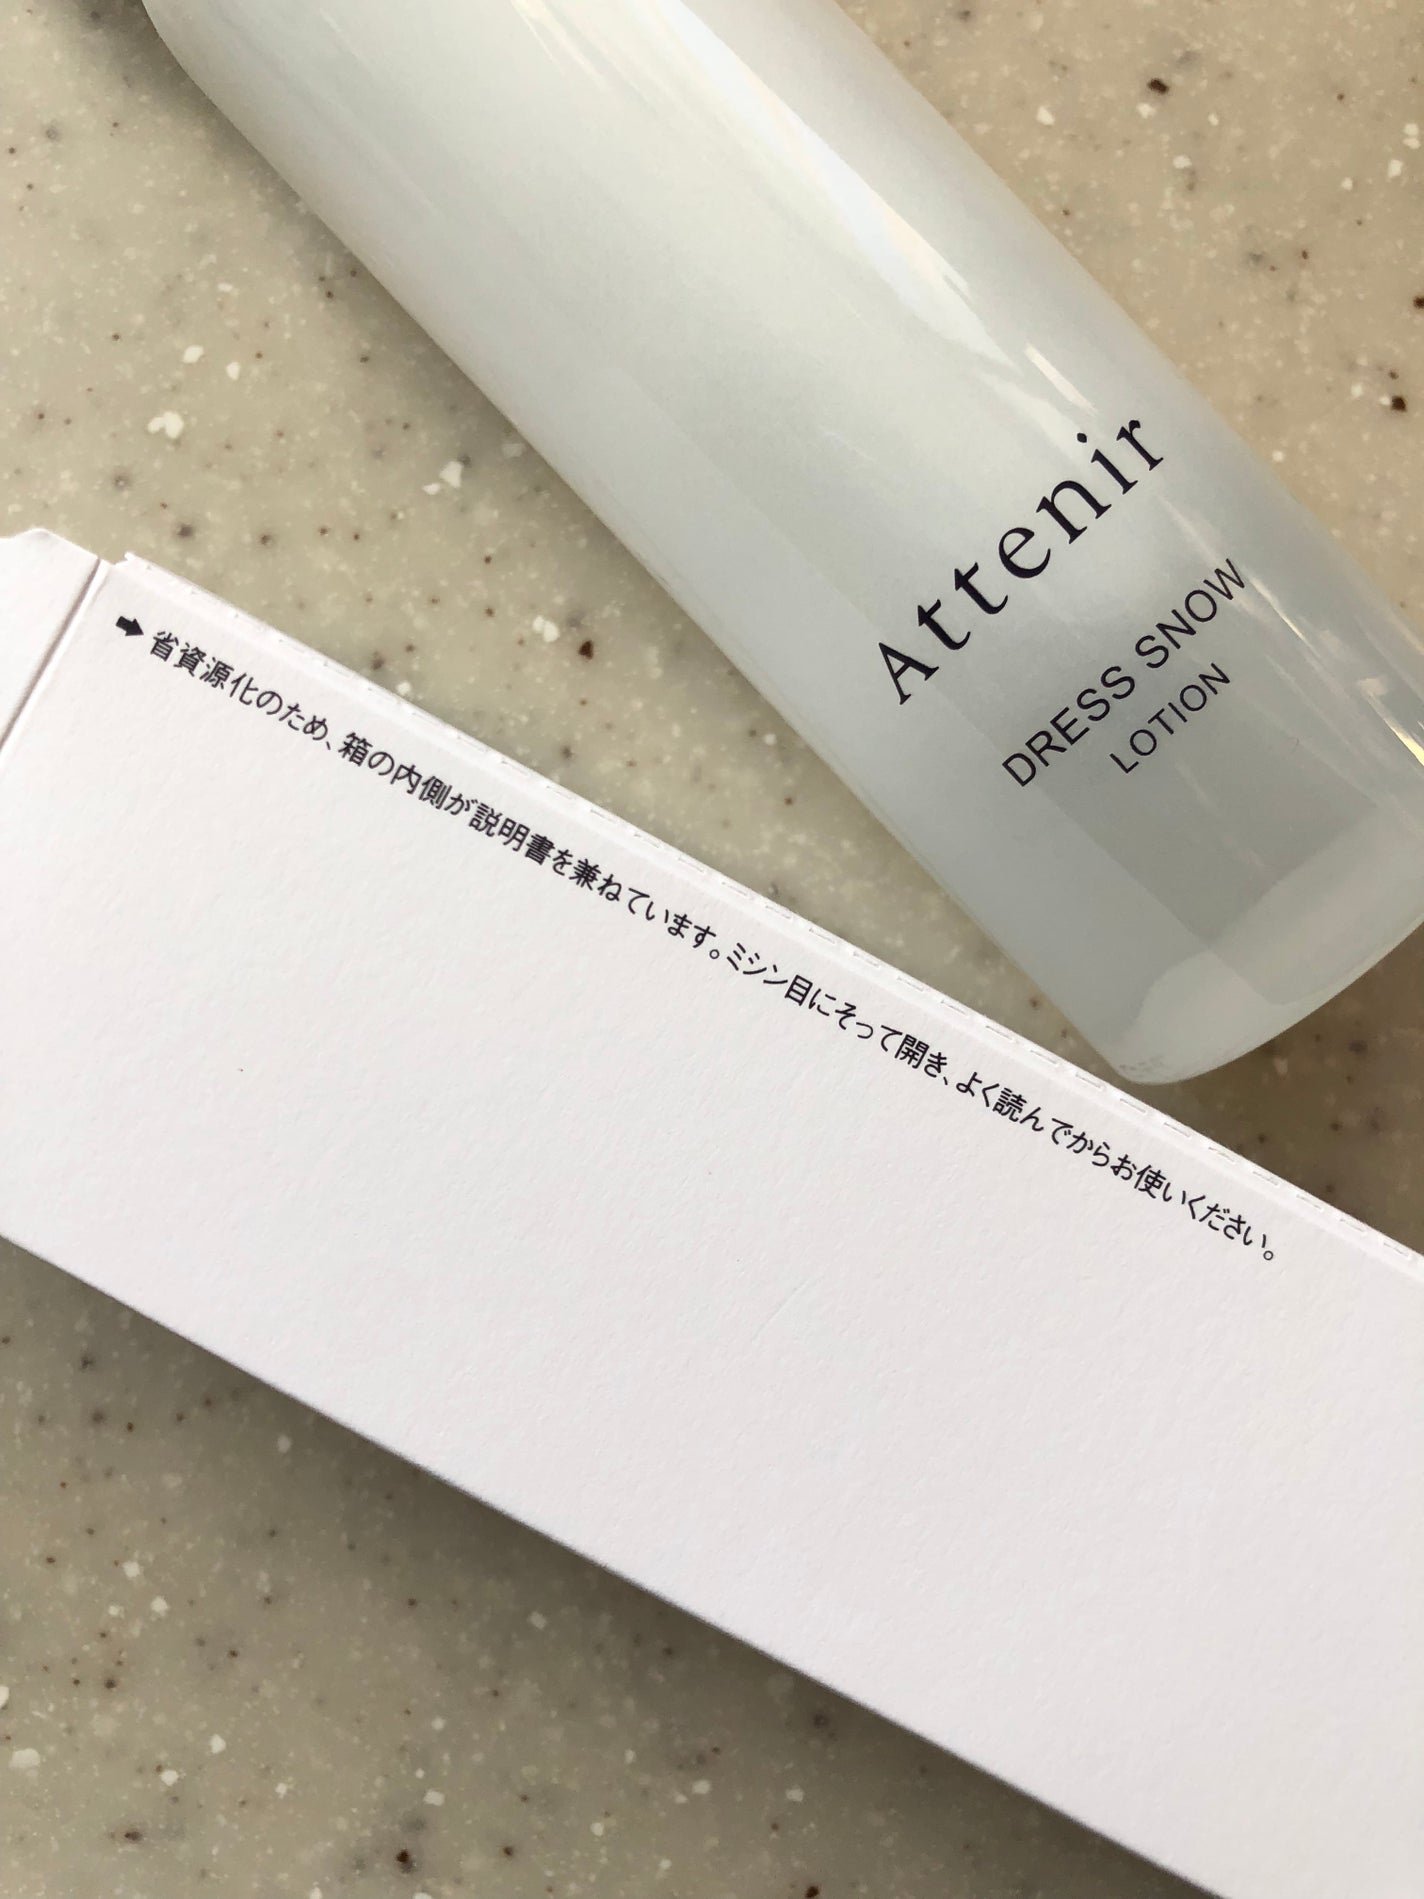 Attenir
DRESS SNOW
LOTION
➡省資源化のため、箱の内側が説明書を兼ねています。ミシン目にそって開き、よく読んでからお使いください。